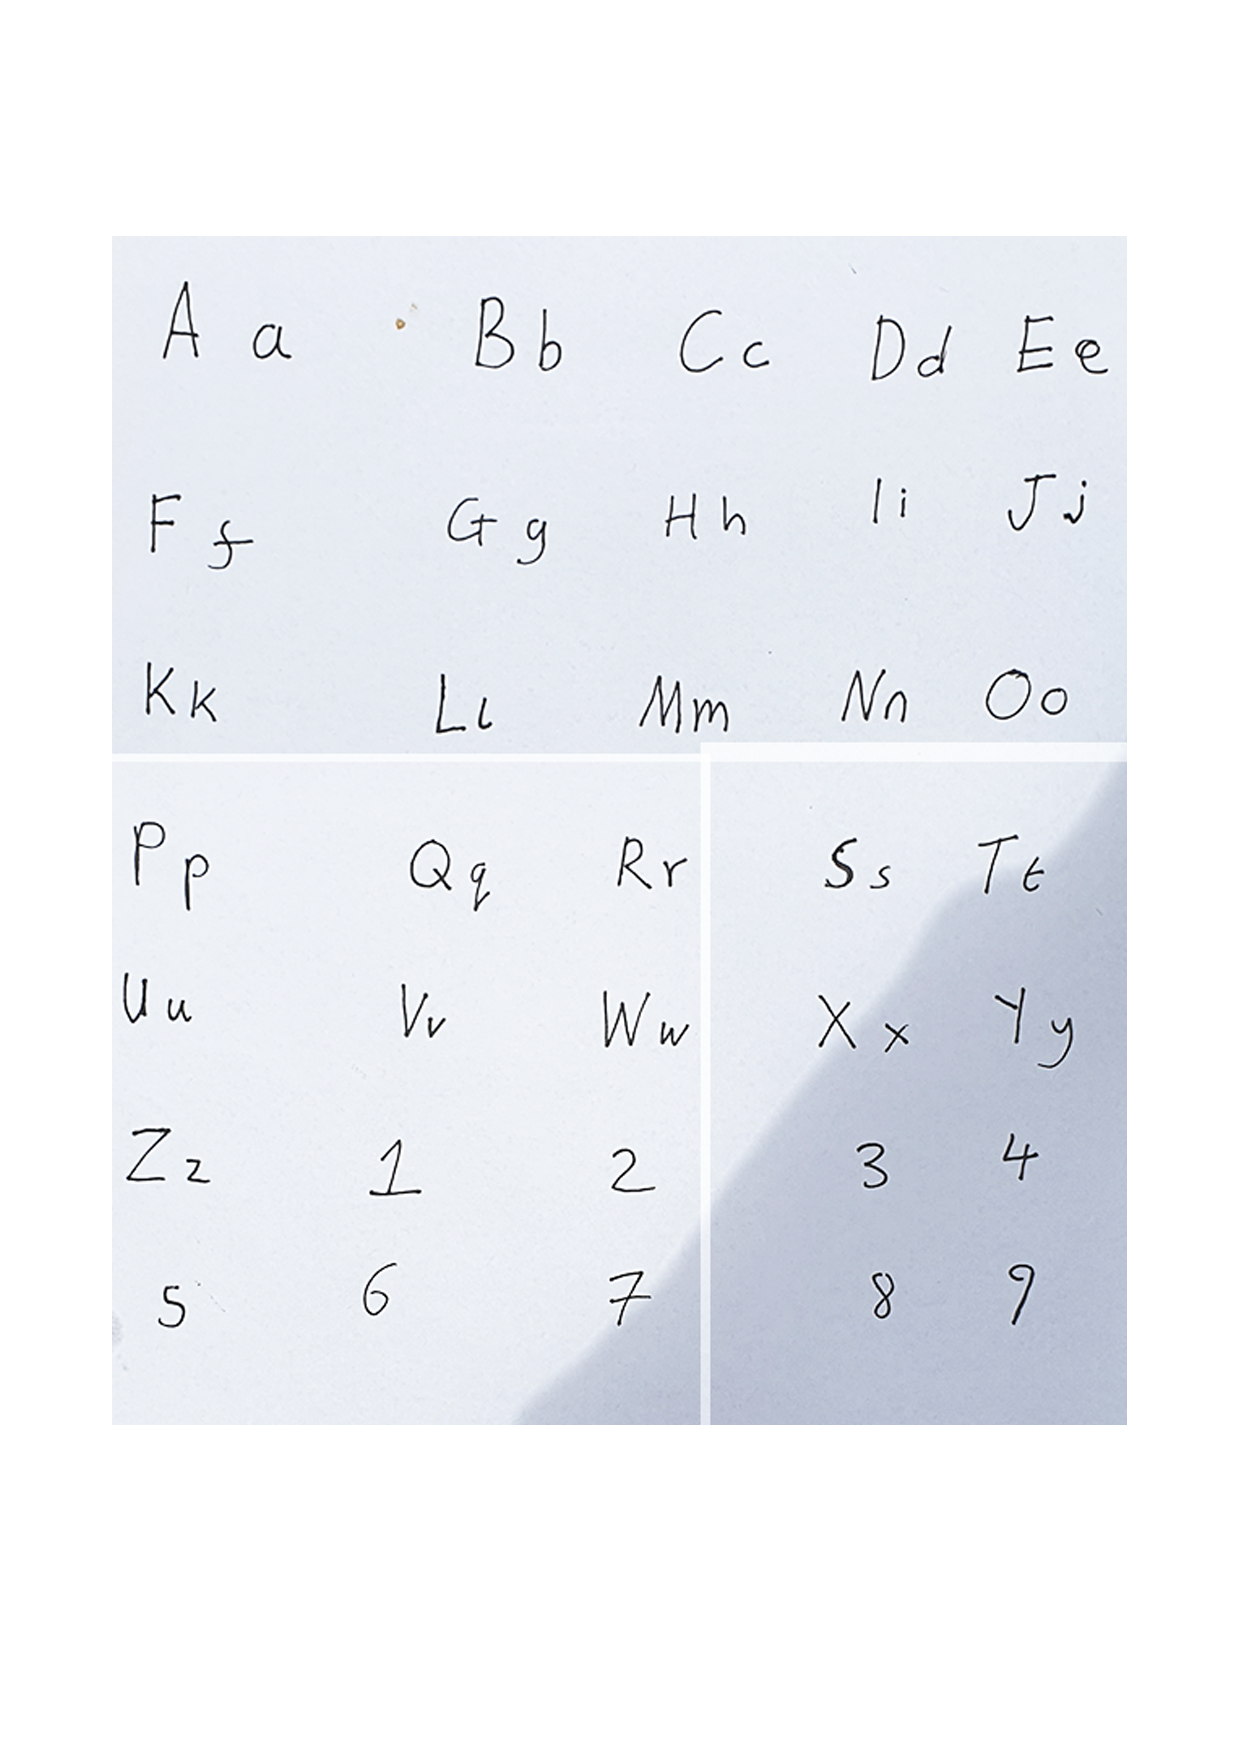 A a Bb Cc Dd Ee
F f Gg Hh Ii Jj
Kk Ll Mm Nn Oo
Pp Qq Rr Ss Tt
Uu Vv Ww Xx Yy
Zz 1 2 3 4
5 6 7 8 9